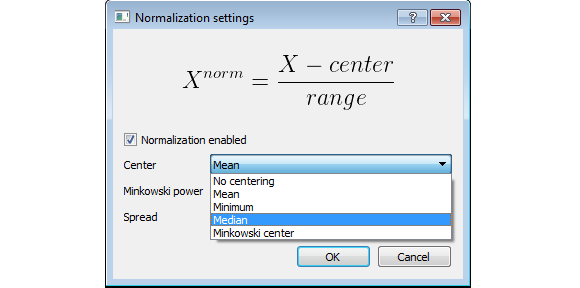 Normalization settings
X^{norm} = \frac{X - center}{range}
Normalization enabled
Center Mean
No centering
Minkowski power Mean
Minimum
Spread Median
Minkowski center
OK Cancel